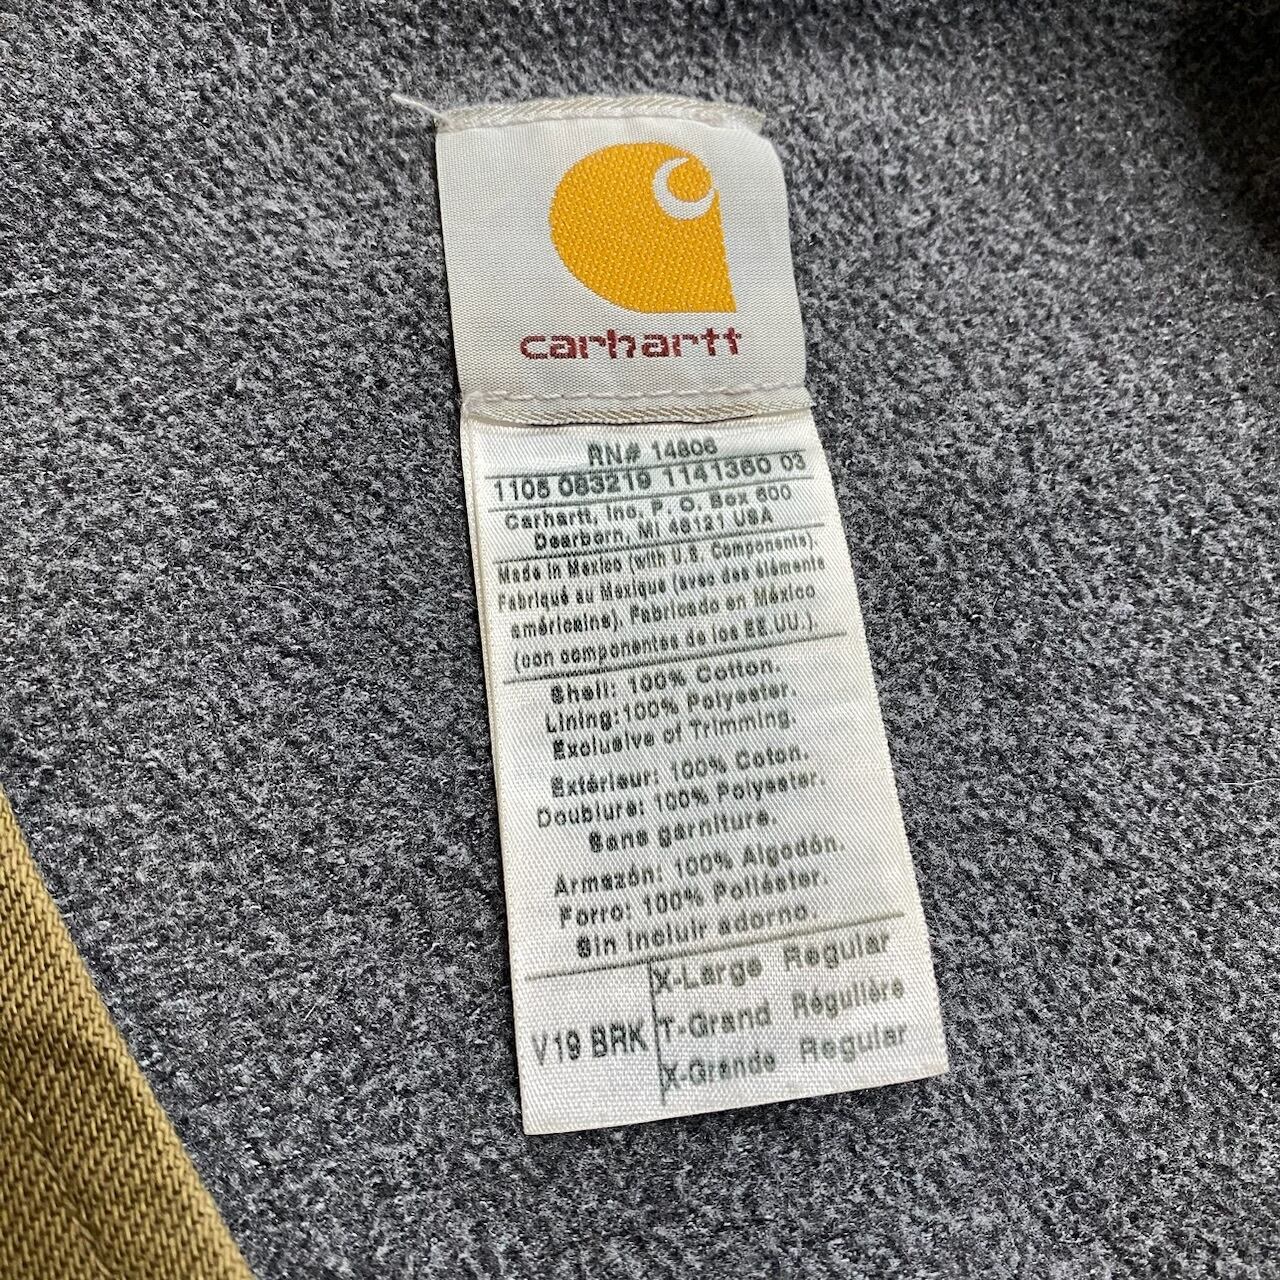 carhartt
RN# 14806
1105 083219 1141360 03
Carhartt, Inc. P. O. Box 600
Dearborn, MI 48121 USA
Made in Mexico (with U.S. Components).
Fabriqué au Méxique (avec des éléments
américains). Fabricado en México
(con componentes de los EE.UU.).
Shell: 100% Cotton.
Lining:100% Polyester.
Exclusive of Trimming.
Extérieur: 100% Coton.
Doublure: 100% Polyester.
Sans garniture.
Armazón: 100% Algodón.
Forro: 100% Poliéster.
Sin incluir adorno.
X-Large Regular
V19 BRK T-Grand Régulière
X-Grande Regular